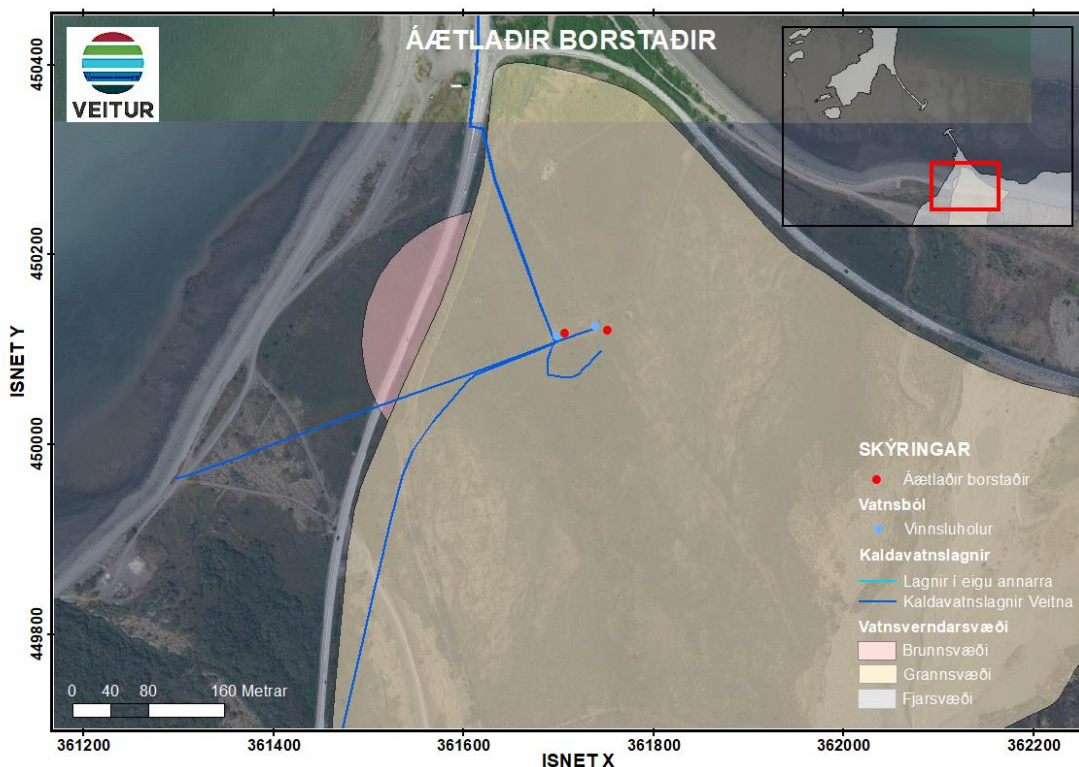 ÁÆTLAÐIR BORSTAÐIR
VEITUR
450400
450200
450000
449800
ISNET Y
SKÝRINGAR
Áætlaðir borstaðir
Vatnsból
Vinnsluholur
Kaldavatnslagnir
Lagnir í eigu annarra
Kaldavatnslagnir Veitna
Vatnsverndarsvæði
Brunnsvæði
Grannsvæði
Fjarsvæði
0 40 80 160 Metrar
361200 361400 361600 361800 362000 362200
ISNET X